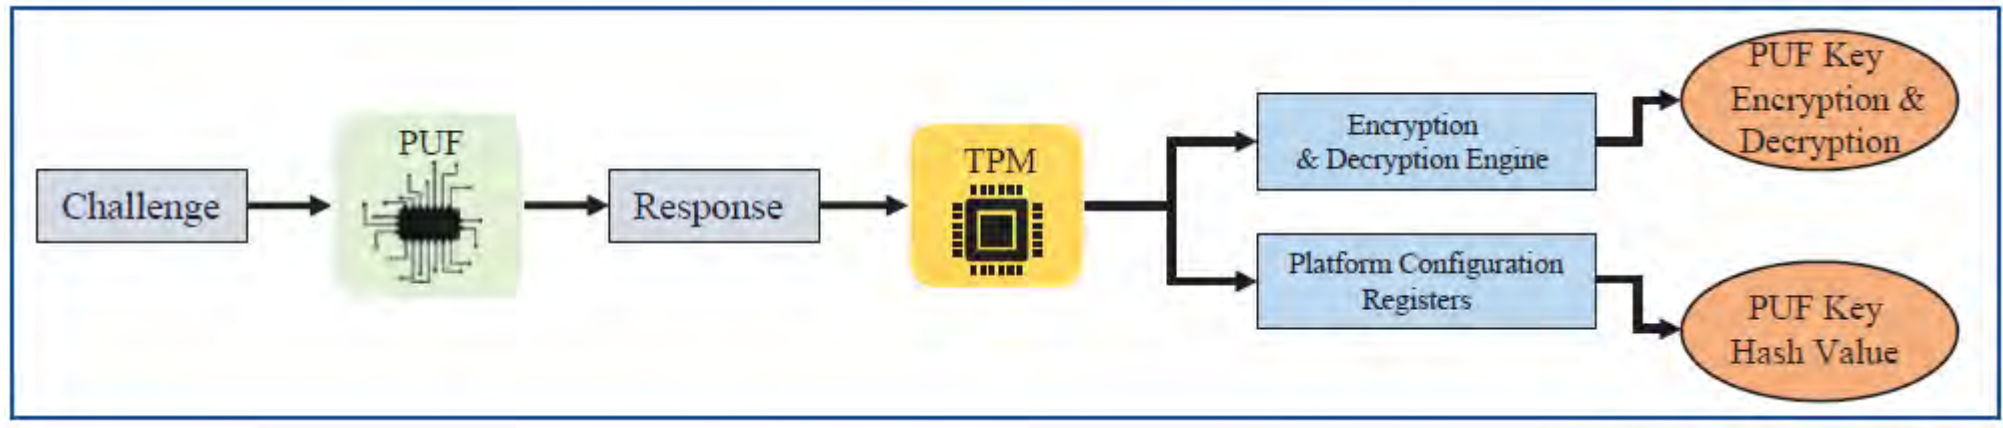 Challenge
PUF
Response
TPM
Encryption
& Decryption Engine
Platform Configuration
Registers
PUF Key
Encryption &
Decryption
PUF Key
Hash Value